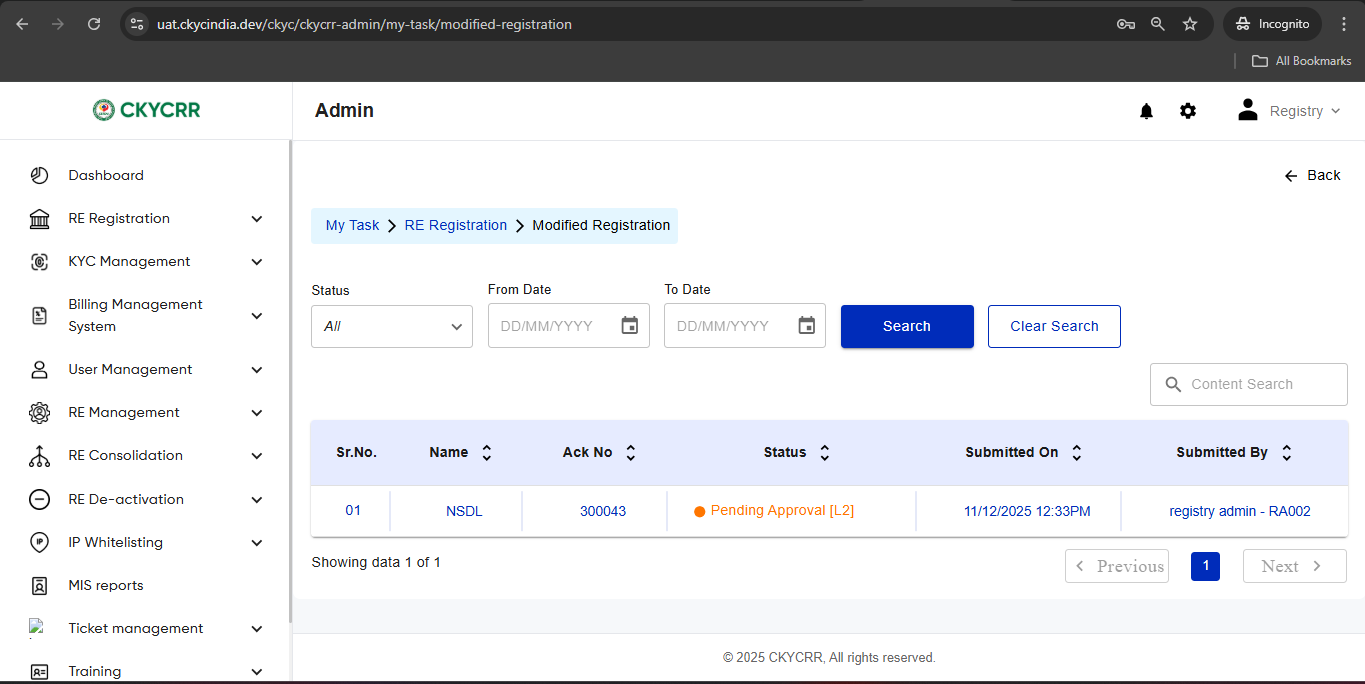 uat.ckycindia.dev/ckyc/ckycrr-admin/my-task/modified-registration
Incognito
All Bookmarks
CKYCRR
Admin
Registry
Dashboard
RE Registration
KYC Management
Billing Management
System
User Management
RE Management
RE Consolidation
RE De-activation
IP Whitelisting
MIS reports
Ticket management
Training
Back
My Task > RE Registration > Modified Registration
Status From Date To Date
All DD/MM/YYYY DD/MM/YYYY Search Clear Search
Content Search
Sr.No. Name Ack No Status Submitted On Submitted By
01 NSDL 300043 Pending Approval [L2] 11/12/2025 12:33PM registry admin - RA002
Showing data 1 of 1
Previous 1 Next
© 2025 CKYCRR, All rights reserved.